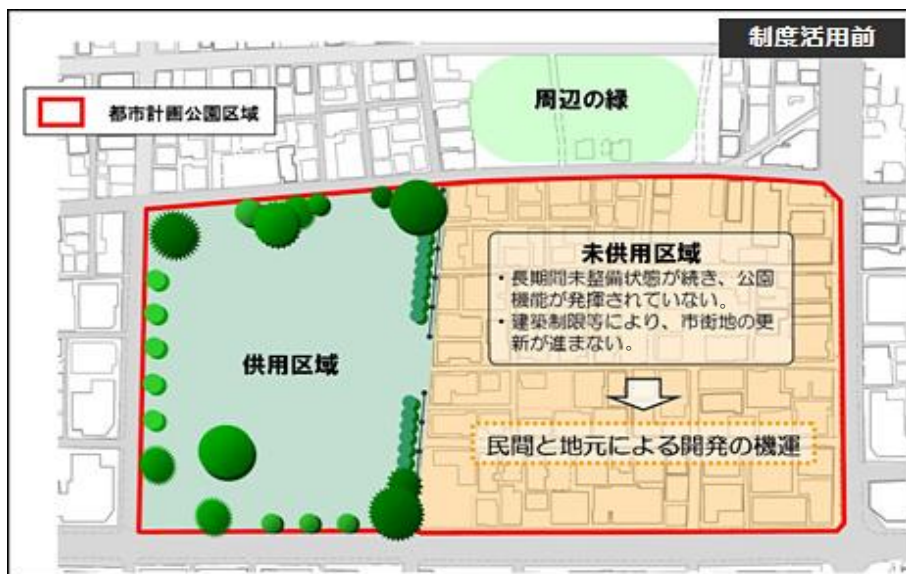 制度活用前
周辺の緑
都市計画公園区域
未供用区域
・長期間未整備状態が続き、公園
機能が発揮されていない。
・建築制限等により、市街地の更
新が進まない。
供用区域
民間と地元による開発の機運